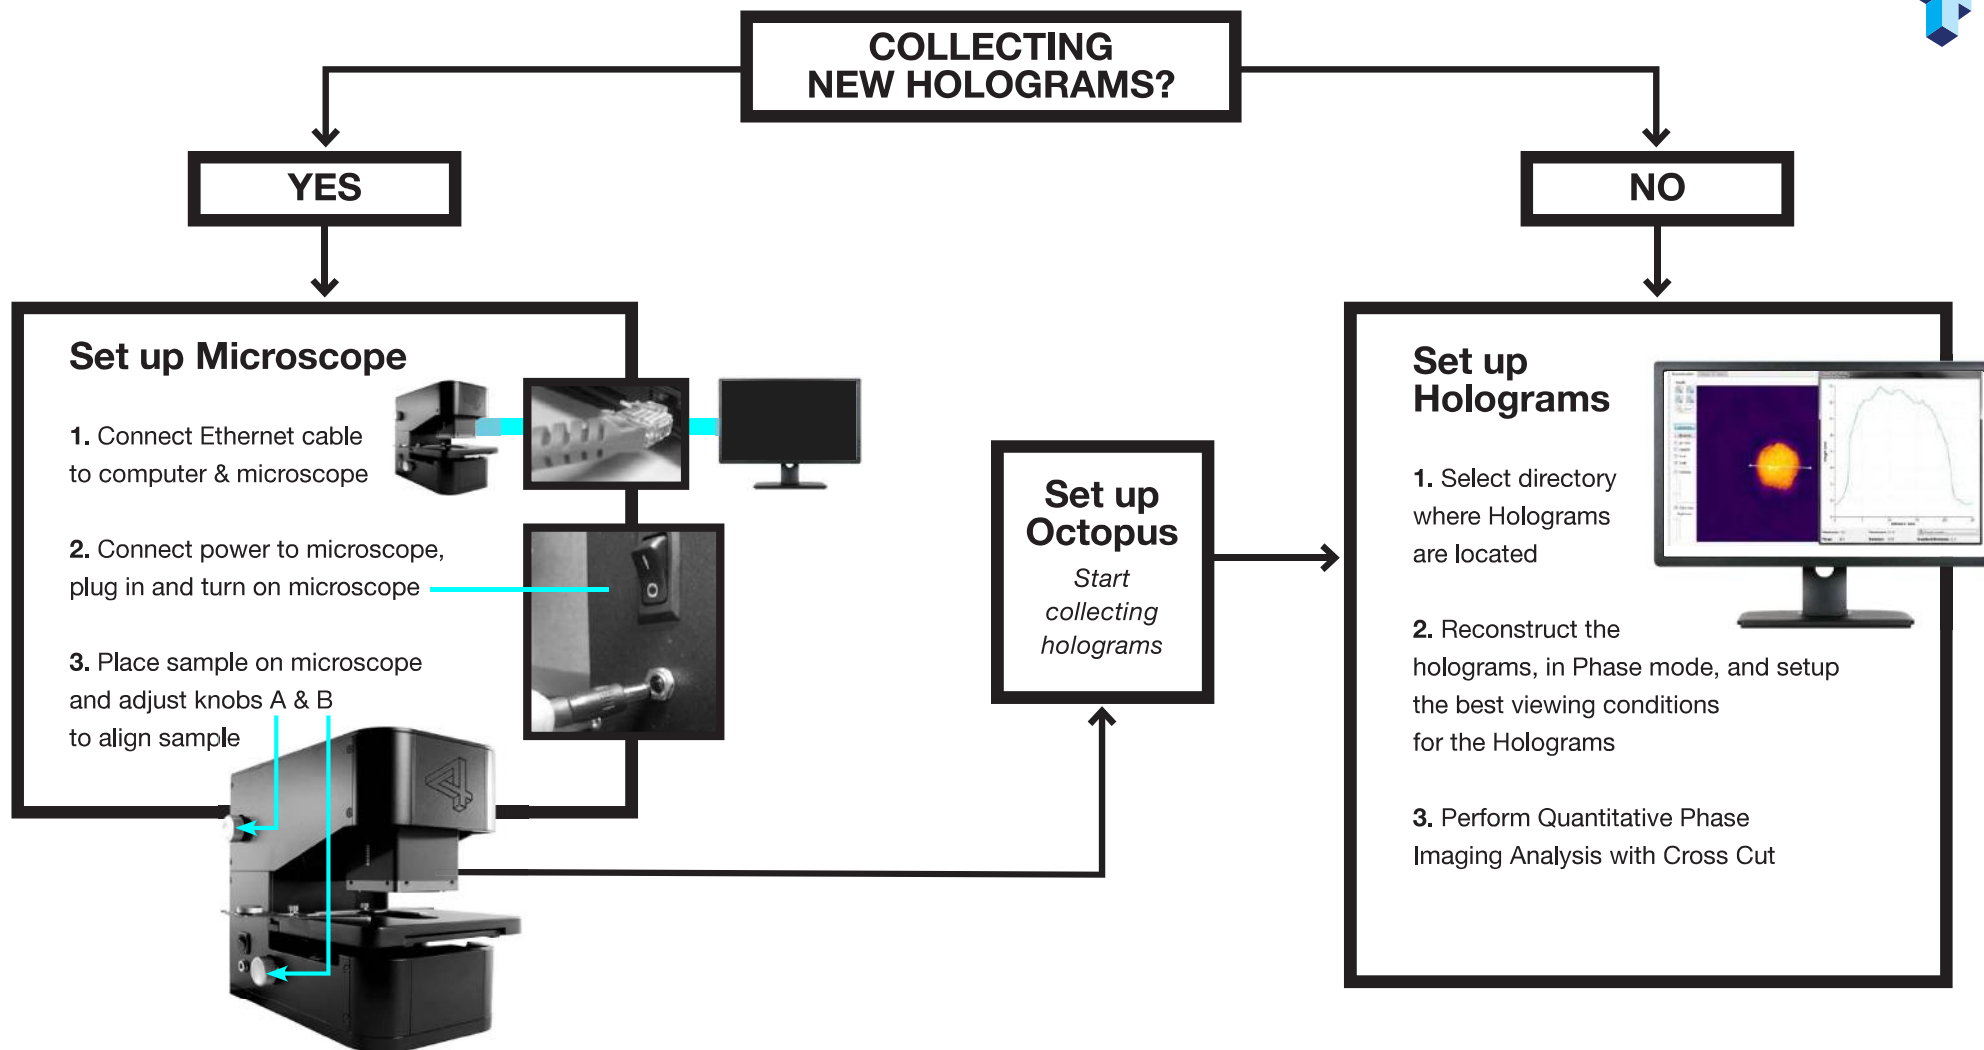 COLLECTING
NEW HOLOGRAMS?
YES
NO
Set up Microscope
1. Connect Ethernet cable
to computer & microscope
2. Connect power to microscope,
plug in and turn on microscope
3. Place sample on microscope
and adjust knobs A & B
to align sample
Set up
Octopus
Start
collecting
holograms
Set up
Holograms
1. Select directory
where Holograms
are located
2. Reconstruct the
holograms, in Phase mode, and setup
the best viewing conditions
for the Holograms
3. Perform Quantitative Phase
Imaging Analysis with Cross Cut